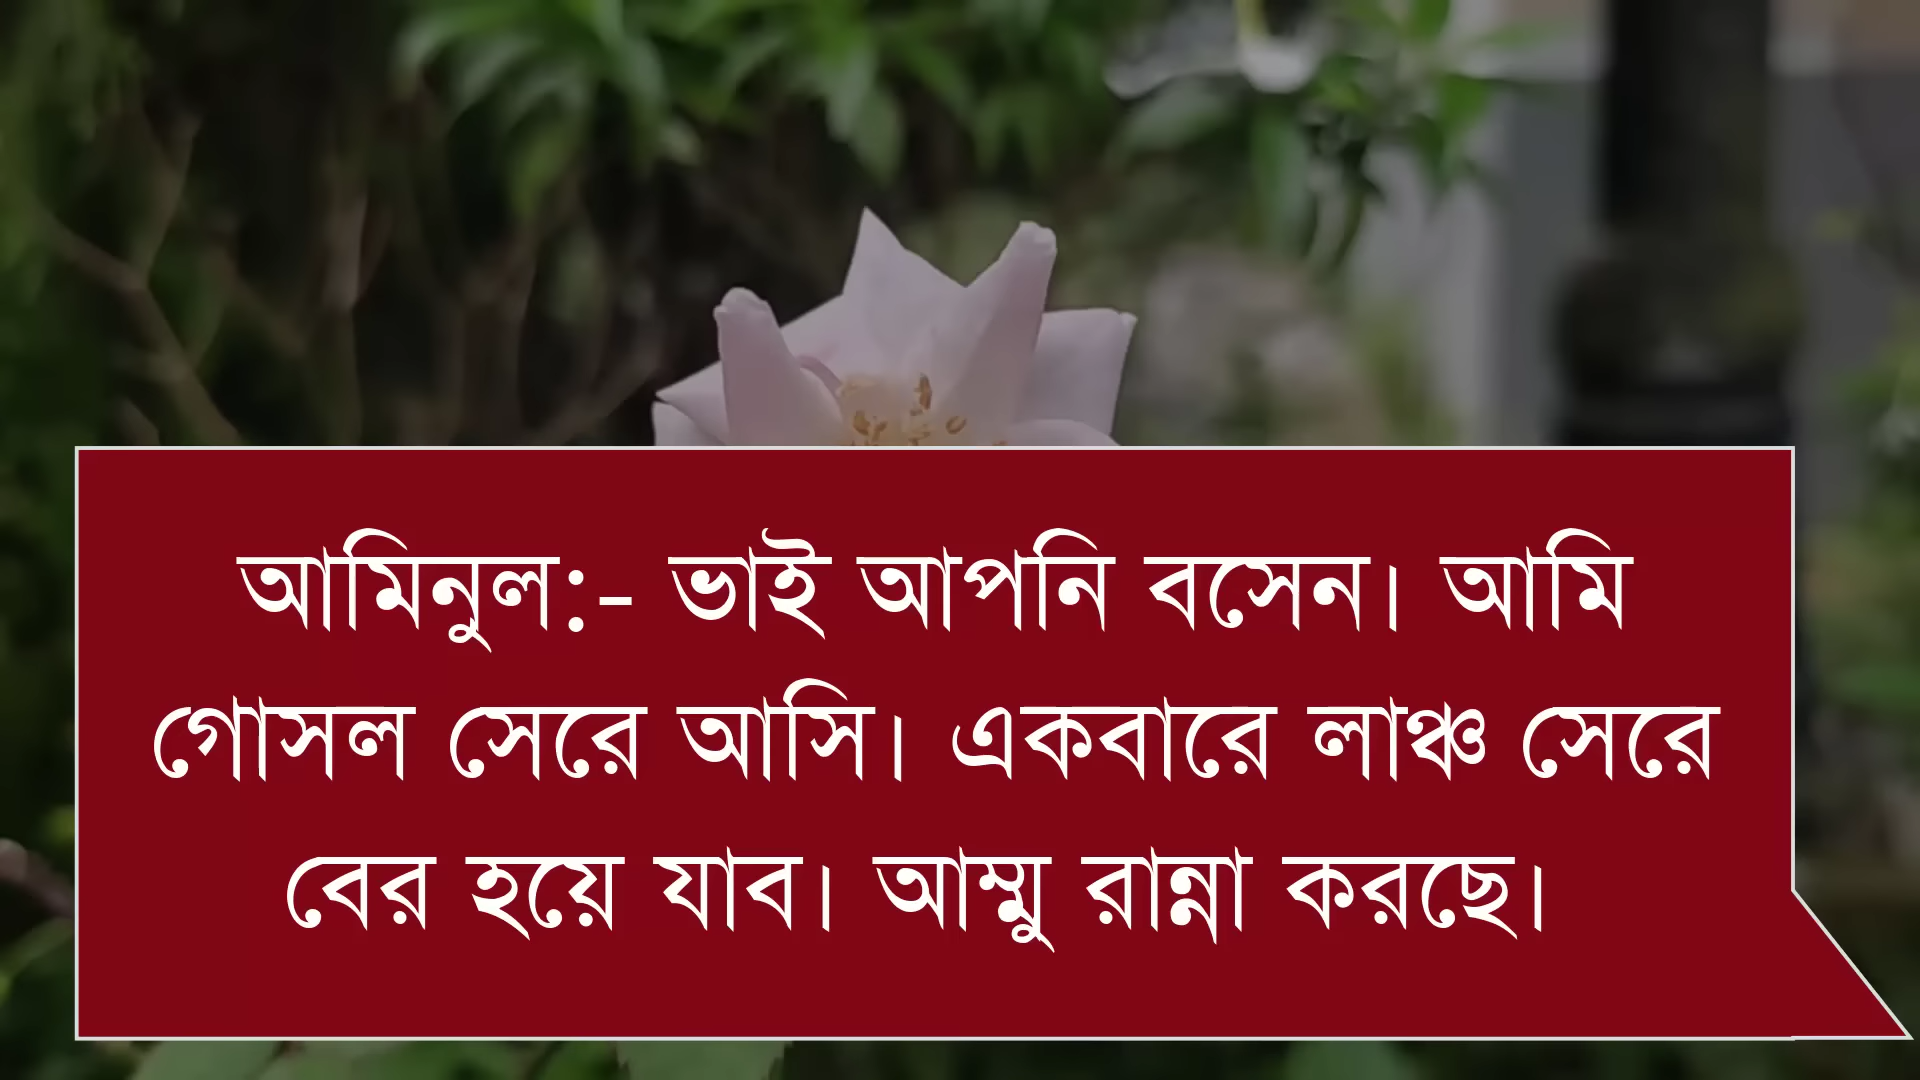 আমিনুল:- ভাই আপনি বসেন। আমি
গোসল সেরে আসি। একবারে লাঞ্চ সেরে
বের হয়ে যাব। আম্মু রান্না করছে।